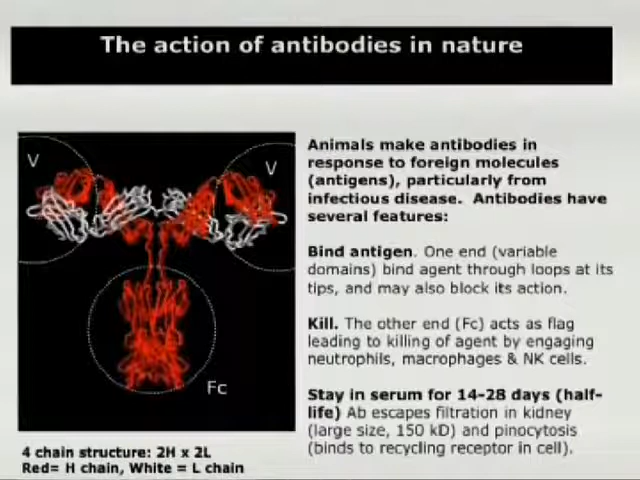 The action of antibodies in nature
V
V
Fc
4 chain structure: 2H x 2L
Red= H chain, White = L chain
Animals make antibodies in
response to foreign molecules
(antigens), particularly from
infectious disease. Antibodies have
several features:
Bind antigen. One end (variable
domains) bind agent through loops at its
tips, and may also block its action.
Kill. The other end (Fc) acts as flag
leading to killing of agent by engaging
neutrophils, macrophages & NK cells.
Stay in serum for 14-28 days (half-
life) Ab escapes filtration in kidney
(large size, 150 kD) and pinocytosis
(binds to recycling receptor in cell).